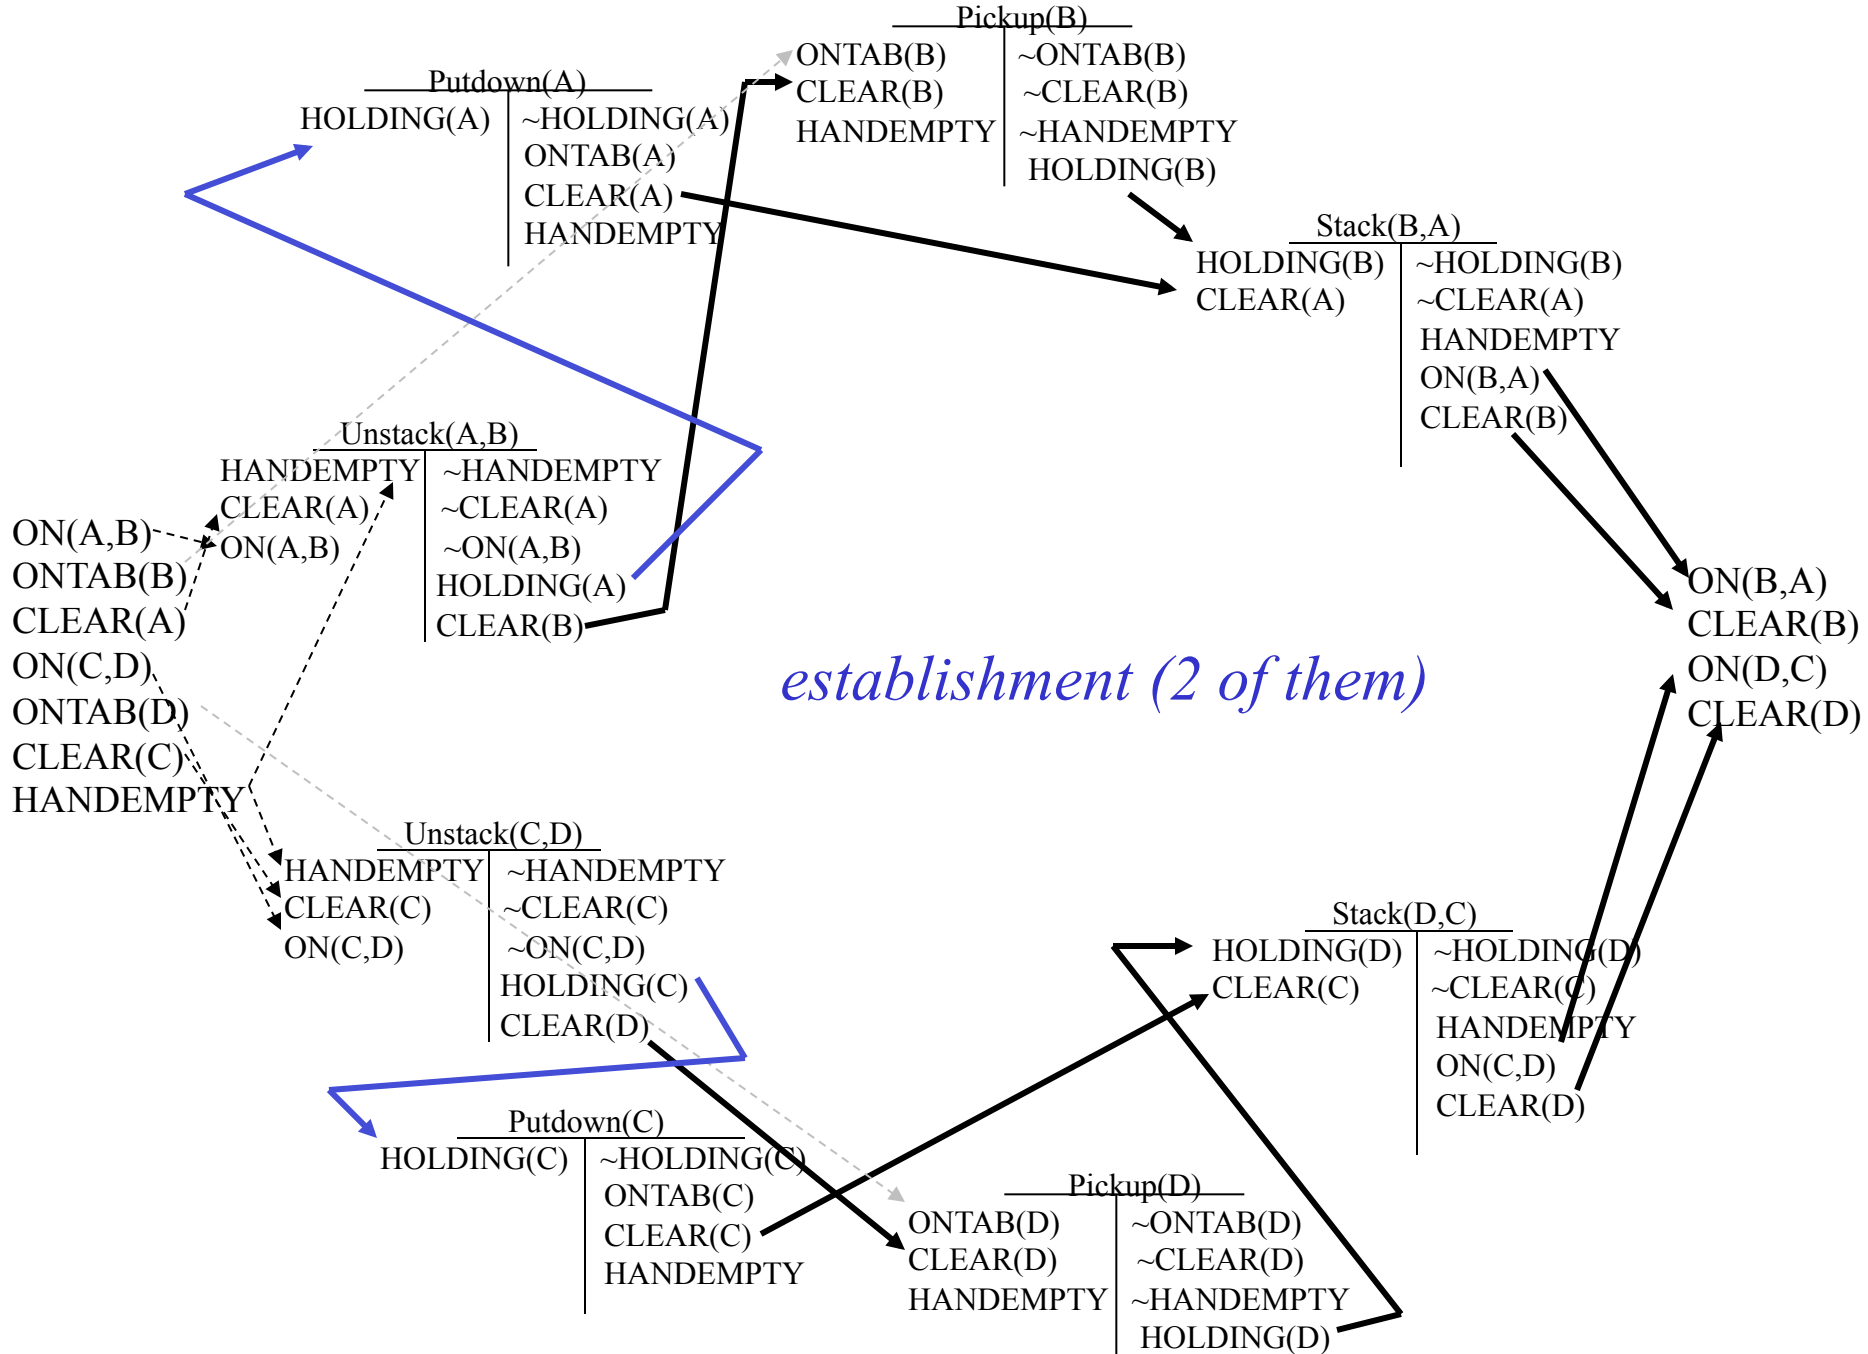 Pickup(B)
ONTAB(B) ~ONTAB(B)
CLEAR(B) ~CLEAR(B)
HANDEMPTY ~HANDEMPTY
HOLDING(B)
Putdown(A)
HOLDING(A) ~HOLDING(A)
ONTAB(A)
CLEAR(A)
HANDEMPTY
Stack(B,A)
HOLDING(B) ~HOLDING(B)
CLEAR(A) ~CLEAR(A)
HANDEMPTY
ON(B,A)
CLEAR(B)
Unstack(A,B)
HANDEMPTY ~HANDEMPTY
CLEAR(A) ~CLEAR(A)
ON(A,B) ~ON(A,B)
HOLDING(A)
CLEAR(B)
ON(A,B)
ONTAB(B)
CLEAR(A)
ON(C,D)
ONTAB(D)
CLEAR(C)
HANDEMPTY
establishment (2 of them)
ON(B,A)
CLEAR(B)
ON(D,C)
CLEAR(D)
Unstack(C,D)
HANDEMPTY ~HANDEMPTY
CLEAR(C) ~CLEAR(C)
ON(C,D) ~ON(C,D)
HOLDING(C)
CLEAR(D)
Stack(D,C)
HOLDING(D) ~HOLDING(D)
CLEAR(C) ~CLEAR(C)
HANDEMPTY
ON(C,D)
CLEAR(D)
Putdown(C)
HOLDING(C) ~HOLDING(C)
ONTAB(C)
CLEAR(C)
HANDEMPTY
Pickup(D)
ONTAB(D) ~ONTAB(D)
CLEAR(D) ~CLEAR(D)
HANDEMPTY ~HANDEMPTY
HOLDING(D)